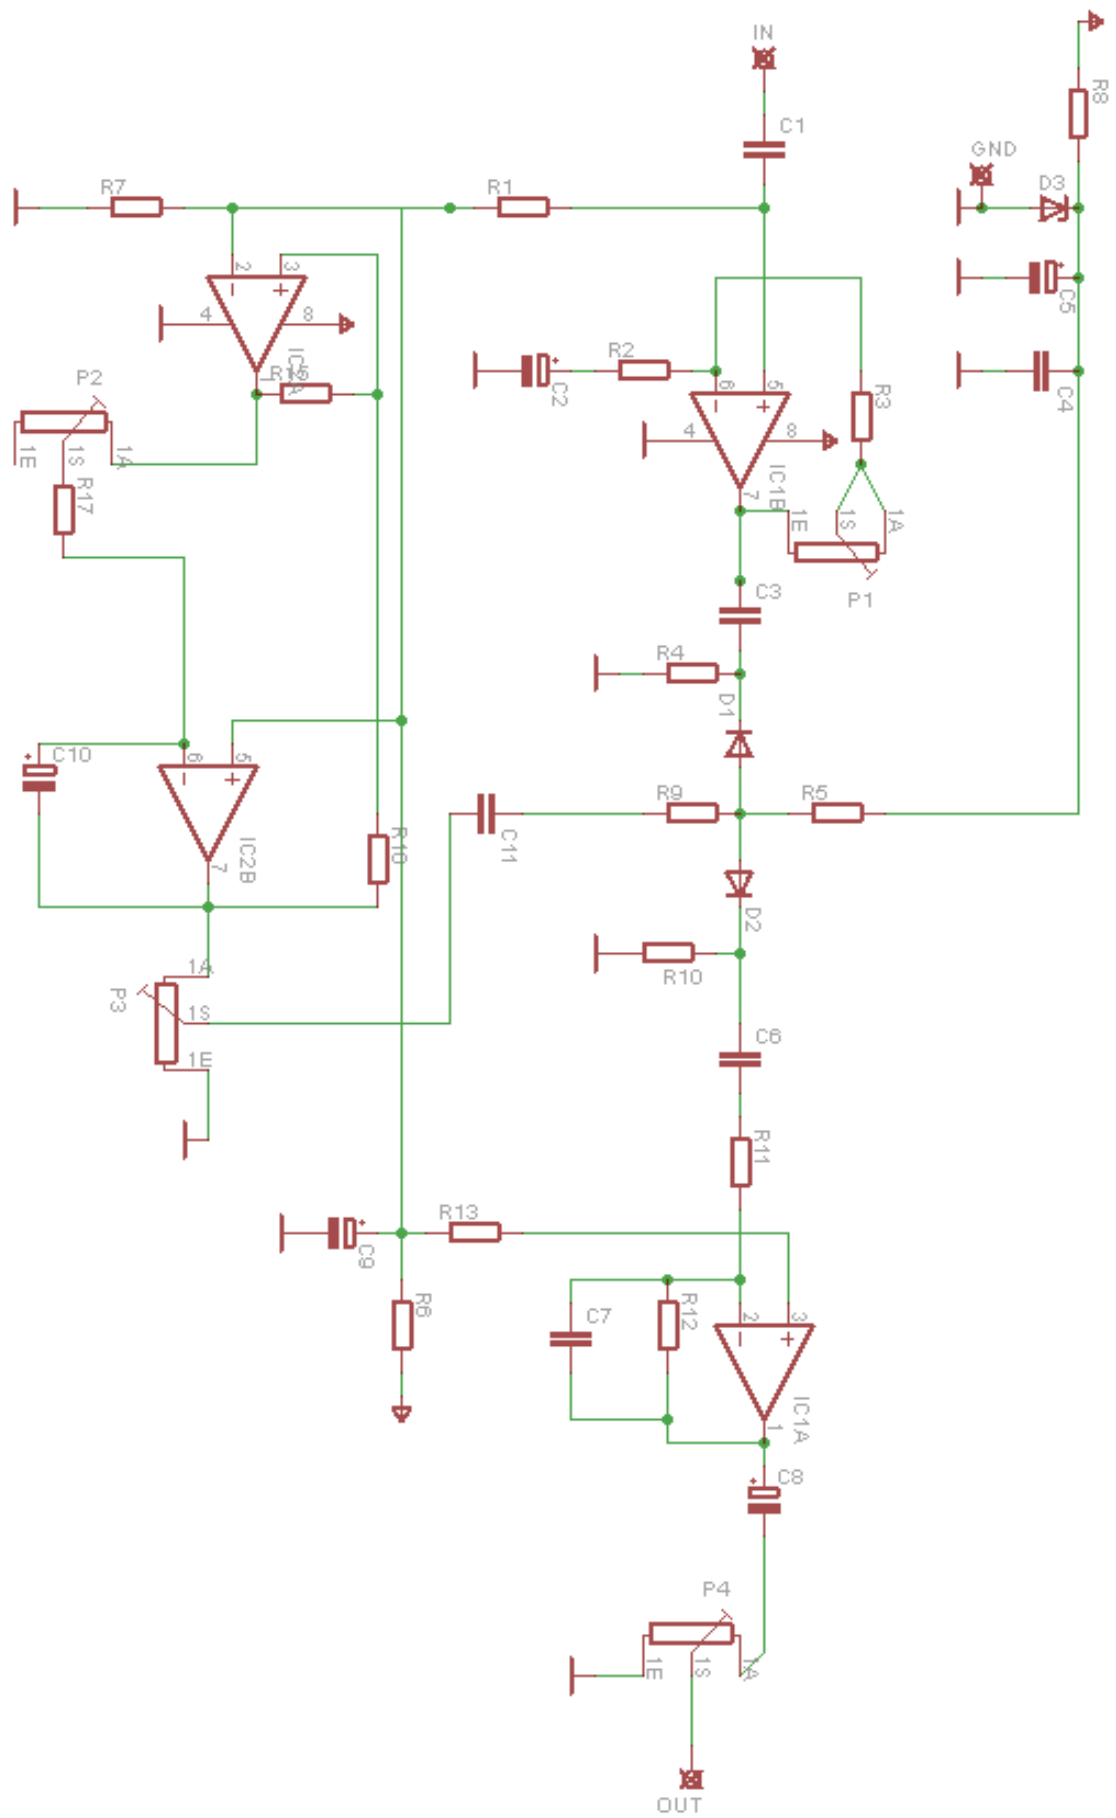 IN
R8
C1
GND
D3
R7
R1
2
3
C5
4
8
R2
R15
P2
C2
6
5
R3
C4
1E
1S
1A
4
8
R17
IC1B
7
1E
1S
1A
C3
P1
R4
D1
C10
6
5
R9
R5
C11
IC2B
7
D2
1A
R10
P3
1S
C6
1E
R11
R13
C9
R6
C7
R12
2
3
IC1A
1
C8
P4
1E
1S
1A
OUT